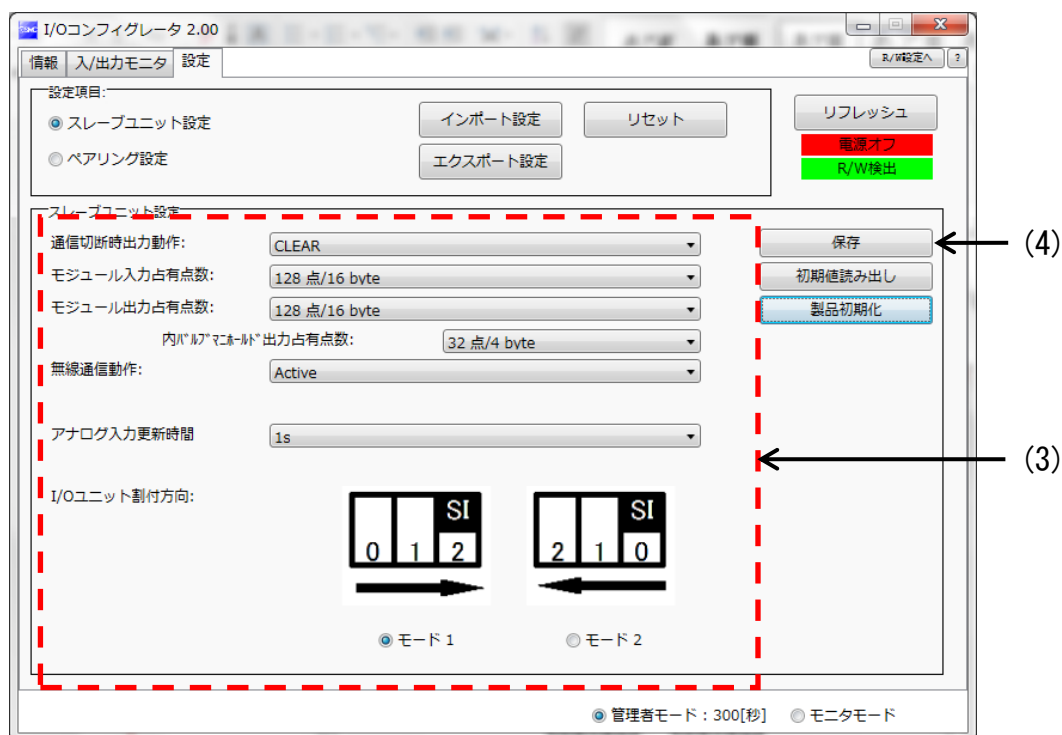 SMC I/Oコンフィグレータ 2.00
情報 入/出力モニタ 設定 R/W設定へ ?
設定項目:
スレーブユニット設定 インポート設定 リセット リフレッシュ
ペアリング設定 エクスポート設定 電源オフ
R/W検出
スレーブユニット設定
通信切断時出力動作: CLEAR 保存 (4)
モジュール入力占有点数: 128 点/16 byte 初期値読み出し
モジュール出力占有点数: 128 点/16 byte 製品初期化
内バルブマニホールド出力占有点数: 32 点/4 byte
無線通信動作: Active
アナログ入力更新時間 1s
(3)
I/Oユニット割付方向:
SI SI
0 1 2 2 1 0
モード 1 モード 2
管理者モード : 300[秒] モニタモード